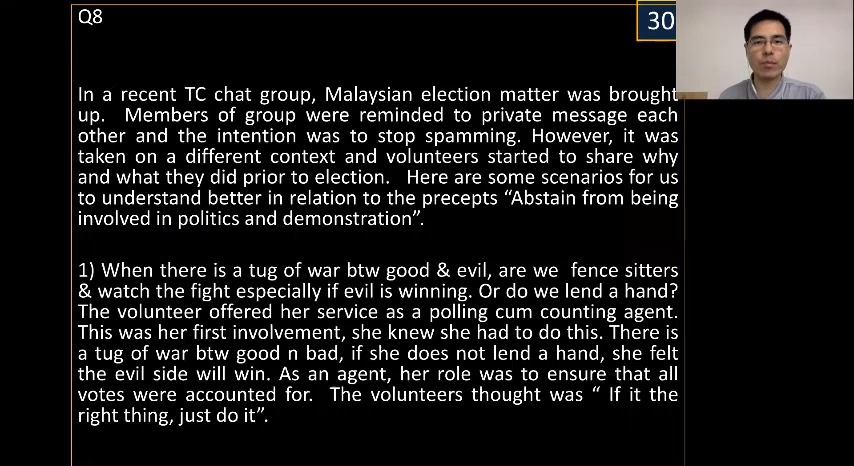 Q8
30
In a recent TC chat group, Malaysian election matter was brought
up. Members of group were reminded to private message each
other and the intention was to stop spamming. However, it was
taken on a different context and volunteers started to share why
and what they did prior to election. Here are some scenarios for us
to understand better in relation to the precepts “Abstain from being
involved in politics and demonstration”.
1) When there is a tug of war btw good & evil, are we fence sitters
& watch the fight especially if evil is winning. Or do we lend a hand?
The volunteer offered her service as a polling cum counting agent.
This was her first involvement, she knew she had to do this. There is
a tug of war btw good n bad, if she does not lend a hand, she felt
the evil side will win. As an agent, her role was to ensure that all
votes were accounted for. The volunteers thought was “ If it the
right thing, just do it”.